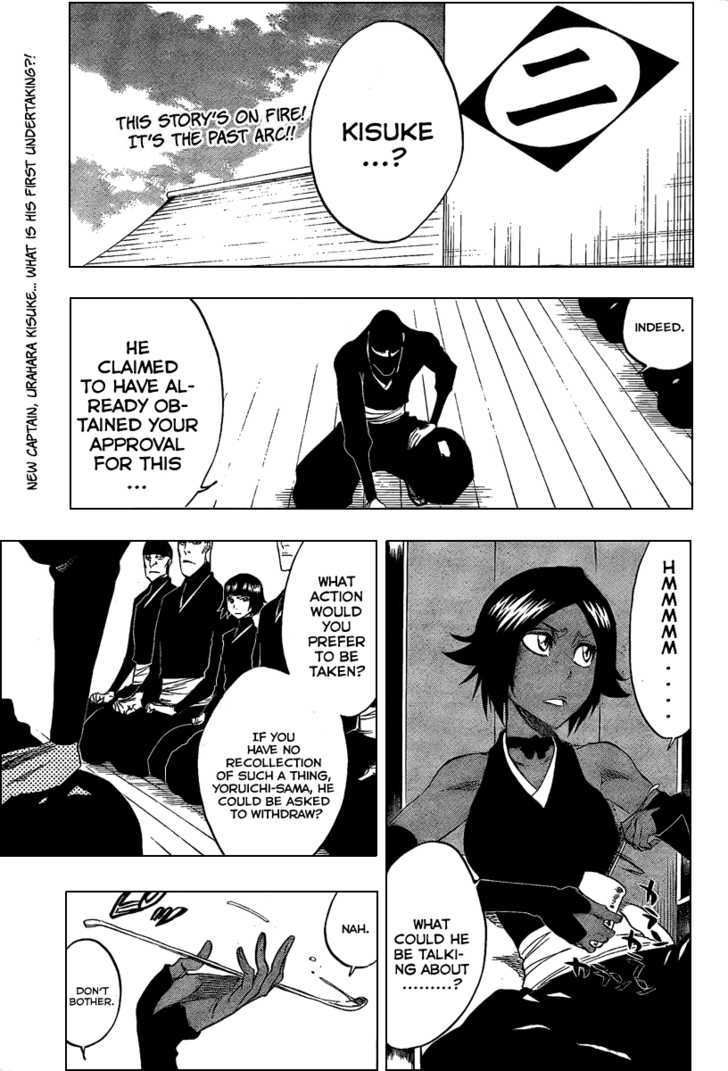 NEW CAPTAIN, URAHARA KISUKE... WHAT IS HIS FIRST UNDERTAKING?!
二
THIS STORY'S ON FIRE!
IT'S THE PAST ARC!!
KISUKE
...?
INDEED.
HE
CLAIMED
TO HAVE AL-
READY OB-
TAINED YOUR
APPROVAL
FOR THIS
...
HMMMMM.....
WHAT
COULD HE
BE TALKI-
NG ABOUT
.........?
WHAT
ACTION
WOULD
YOU
PREFER
TO BE
TAKEN?
IF YOU
HAVE NO
RECOLLECTION
OF SUCH A THING,
YORUICHI-SAMA, HE
COULD BE ASKED
TO WITHDRAW?
NAH.
DON'T
BOTHER.